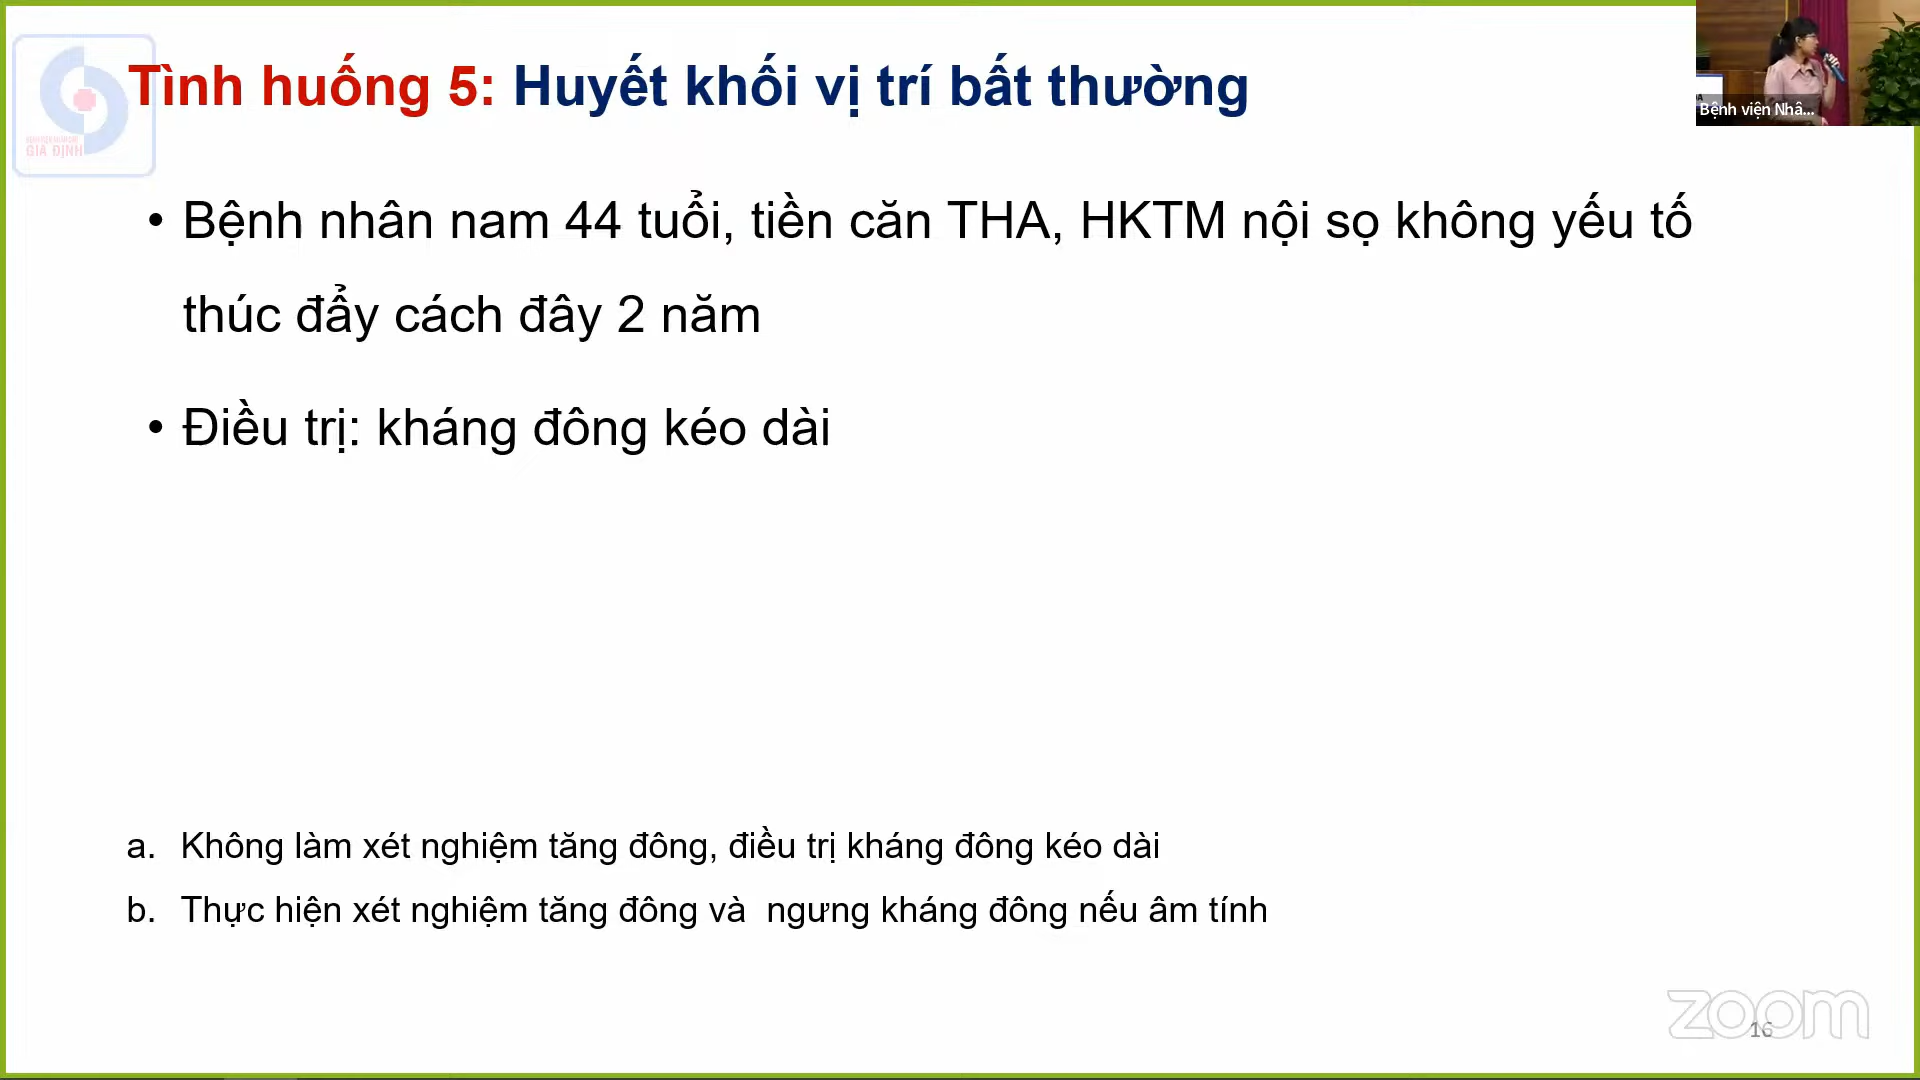 Tình huống 5: Huyết khối vị trí bất thường
GIA ĐỊNH
Bệnh viện Nhâ...
• Bệnh nhân nam 44 tuổi, tiền căn THA, HKTM nội sọ không yếu tố
thúc đẩy cách đây 2 năm
• Điều trị: kháng đông kéo dài
a. Không làm xét nghiệm tăng đông, điều trị kháng đông kéo dài
b. Thực hiện xét nghiệm tăng đông và  ngưng kháng đông nếu âm tính
zoom
16